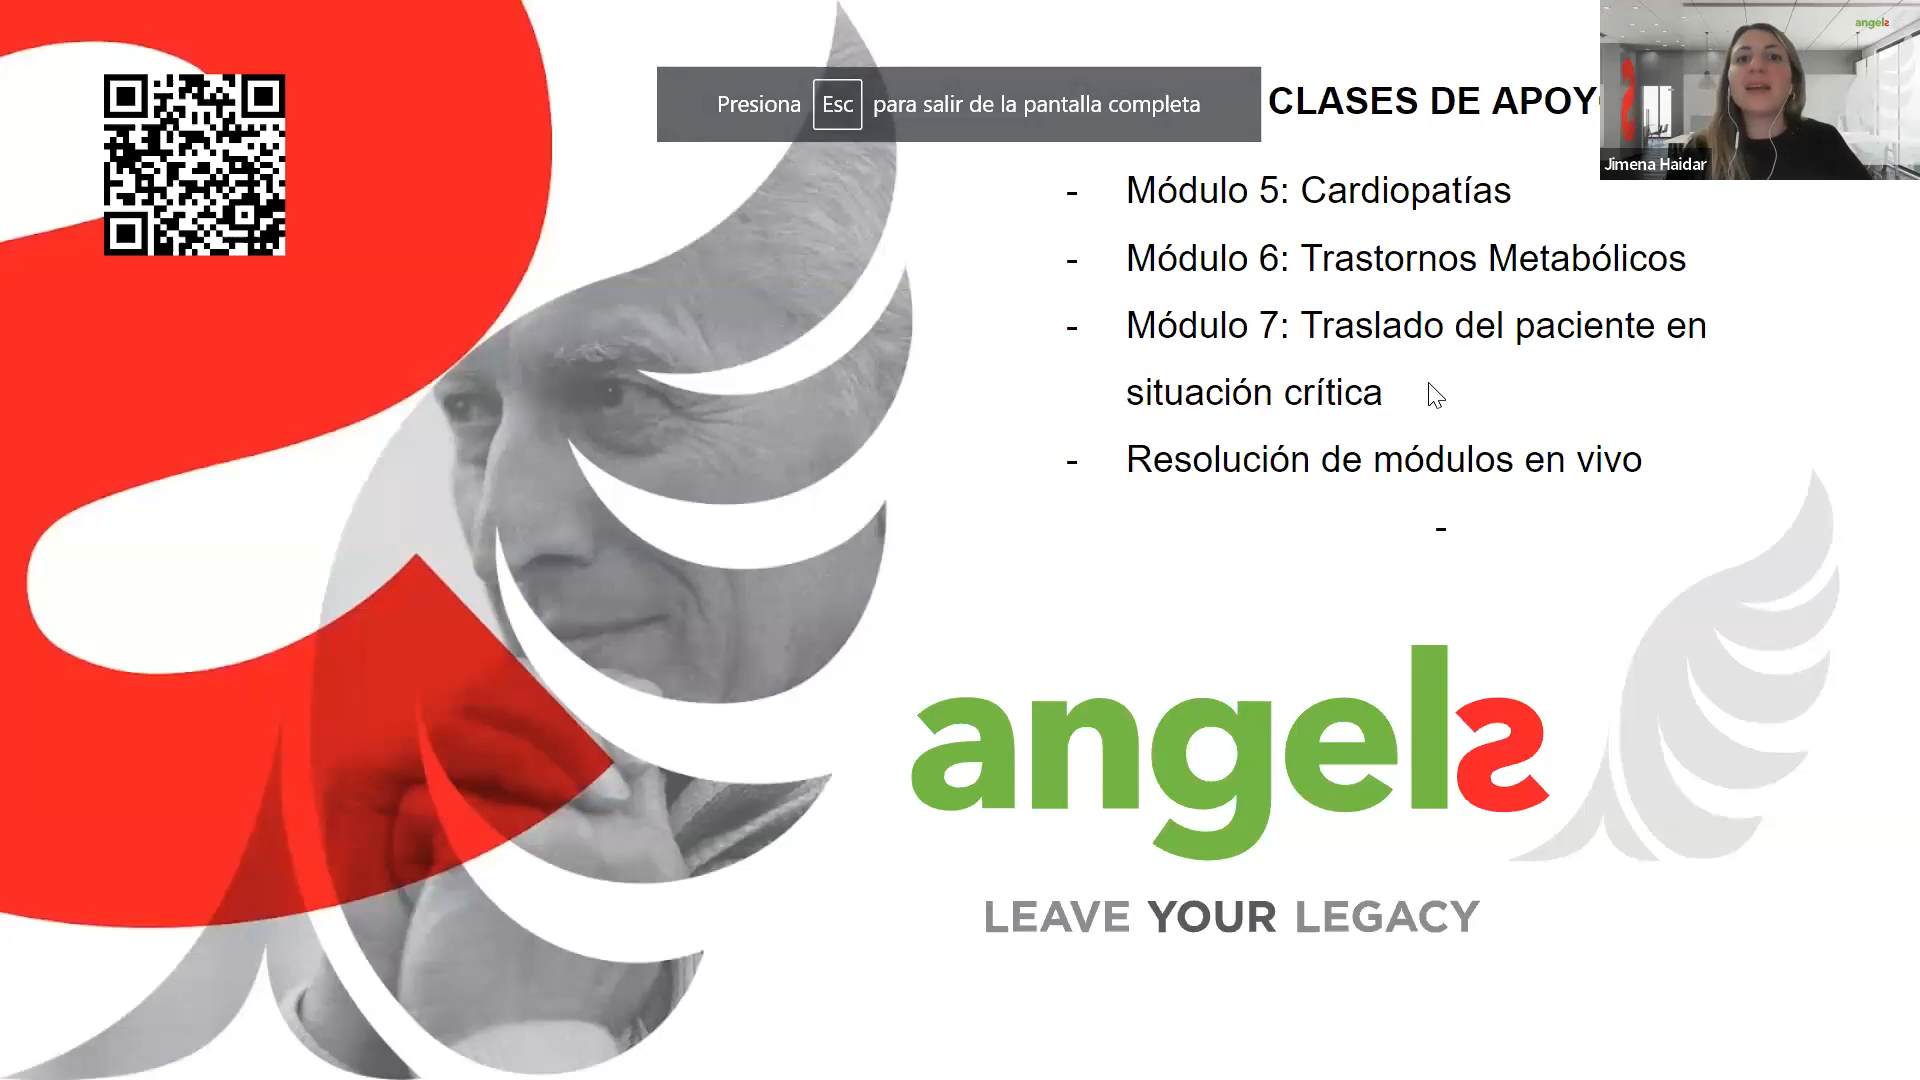 Presiona Esc para salir de la pantalla completa
CLASES DE APOY
angels
Jimena Haidar
- Módulo 5: Cardiopatías
- Módulo 6: Trastornos Metabólicos
- Módulo 7: Traslado del paciente en
situación crítica
- Resolución de módulos en vivo
-
angels
LEAVE YOUR LEGACY